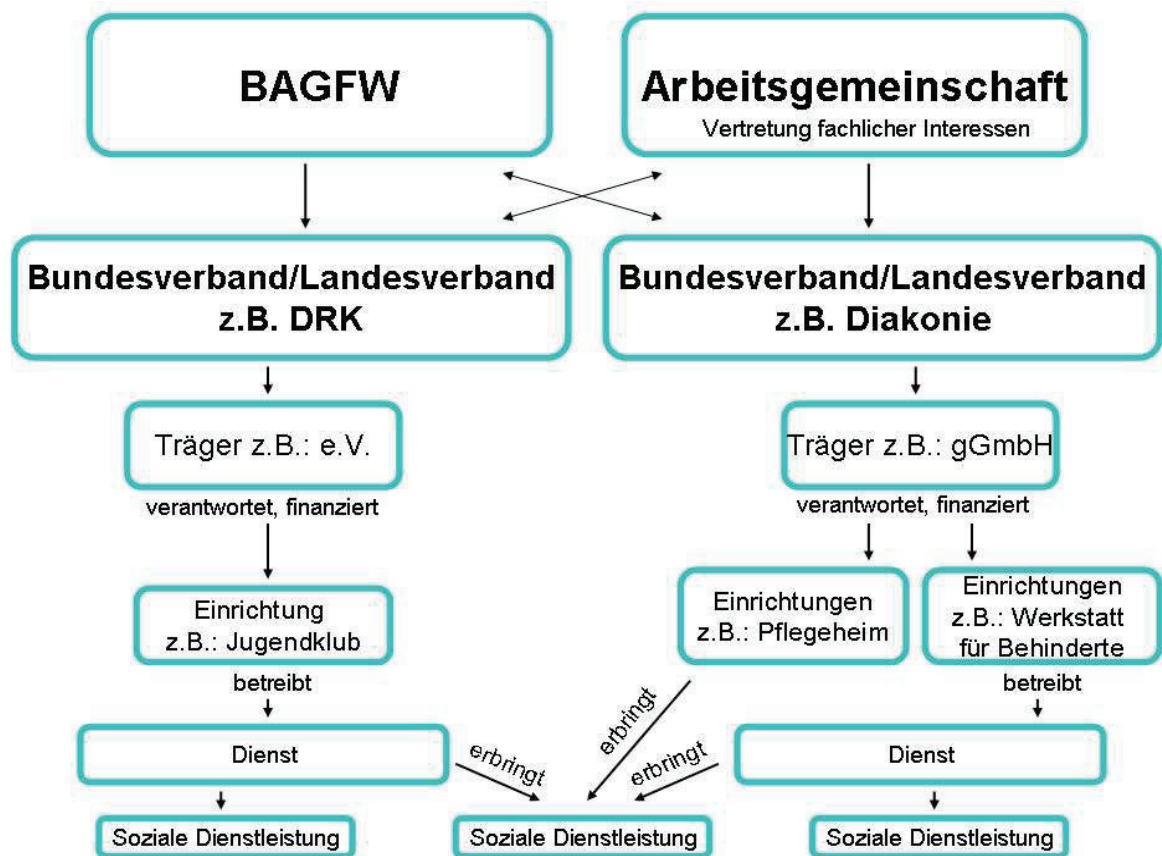 BAGFW
Arbeitsgemeinschaft
Vertretung fachlicher Interessen
Bundesverband/Landesverband
z.B. DRK
Bundesverband/Landesverband
z.B. Diakonie
Träger z.B.: e.V.
Träger z.B.: gGmbH
verantwortet, finanziert
verantwortet, finanziert
Einrichtung
z.B.: Jugendklub
Einrichtungen
z.B.: Pflegeheim
Einrichtungen
z.B.: Werkstatt
für Behinderte
betreibt
betreibt
Dienst
erbringt
erbringt
erbringt
Dienst
Soziale Dienstleistung
Soziale Dienstleistung
Soziale Dienstleistung